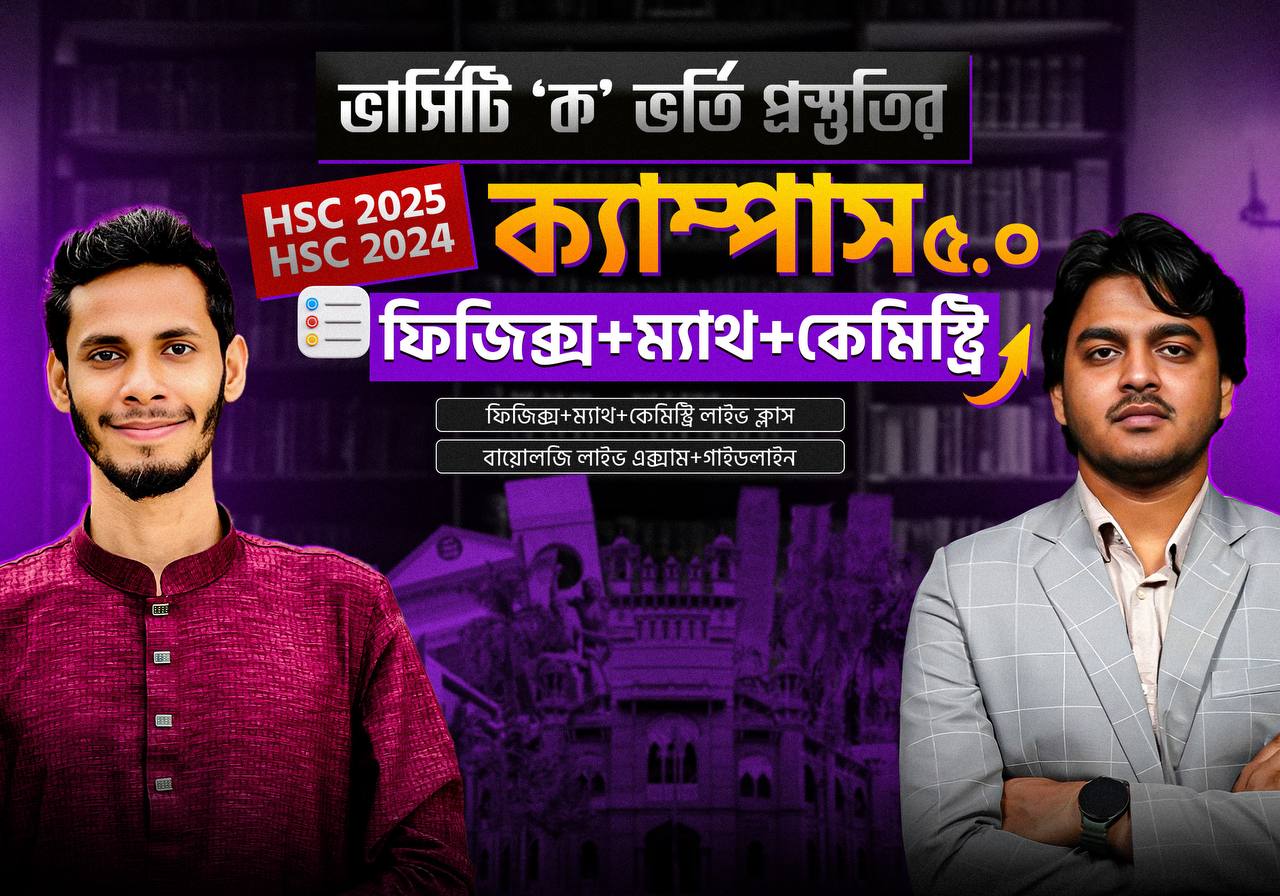 ভার্সিটি ‘ক’ ভর্তি প্রস্তুতির
HSC 2025
HSC 2024
ক্যাম্পাস ৫.০
ফিজিক্স+ম্যাথ+কেমিস্ট্রি
ফিজিক্স+ম্যাথ+কেমিস্ট্রি লাইভ ক্লাস
বায়োলজি লাইভ এক্সাম+গাইডলাইন